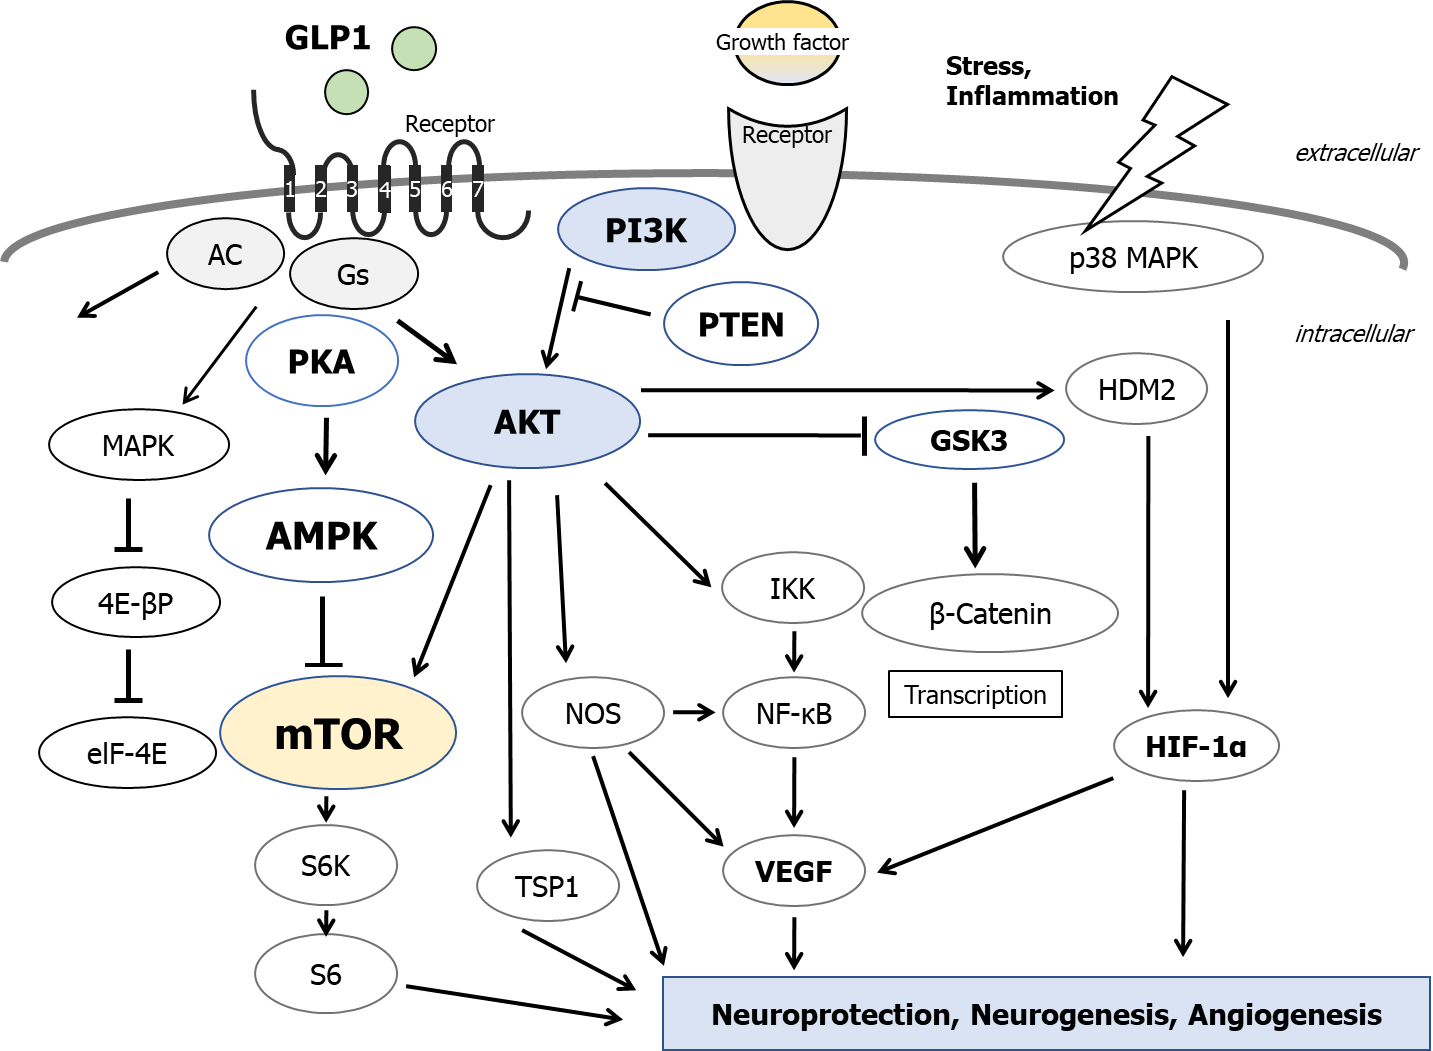 GLP1
Growth factor
Stress,
Inflammation
Receptor
Receptor
extracellular
1 2 3 4 5 6 7
PI3K
AC
Gs
p38 MAPK
PTEN
intracellular
PKA
HDM2
AKT
GSK3
MAPK
AMPK
IKK
4E-βP
β-Catenin
Transcription
NOS
NF-κB
mTOR
elF-4E
HIF-1α
S6K
VEGF
TSP1
S6
Neuroprotection, Neurogenesis, Angiogenesis